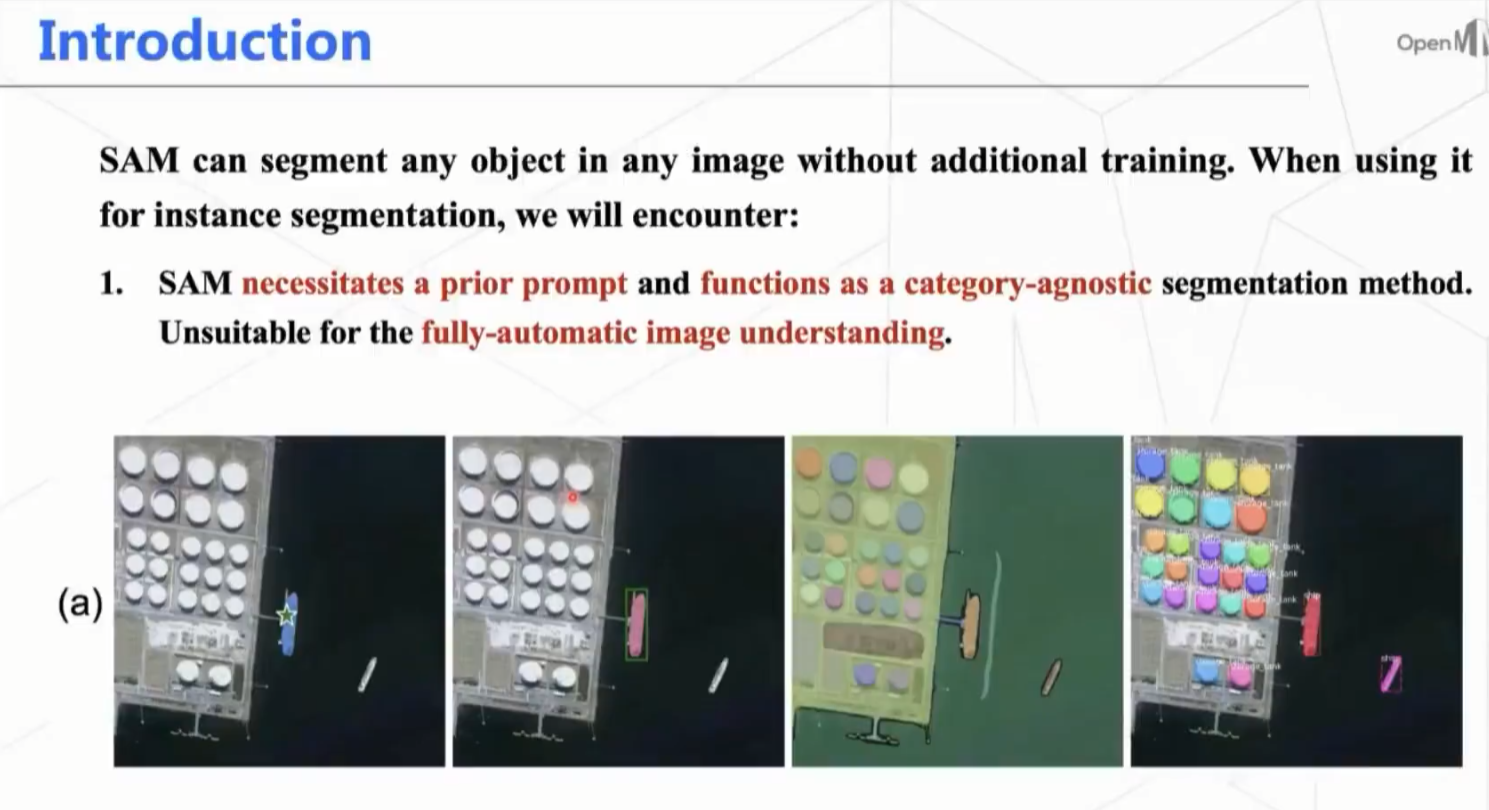 Introduction
Open
SAM can segment any object in any image without additional training. When using it
for instance segmentation, we will encounter:
1. SAM necessitates a prior prompt and functions as a category-agnostic segmentation method.
Unsuitable for the fully-automatic image understanding.
(a)